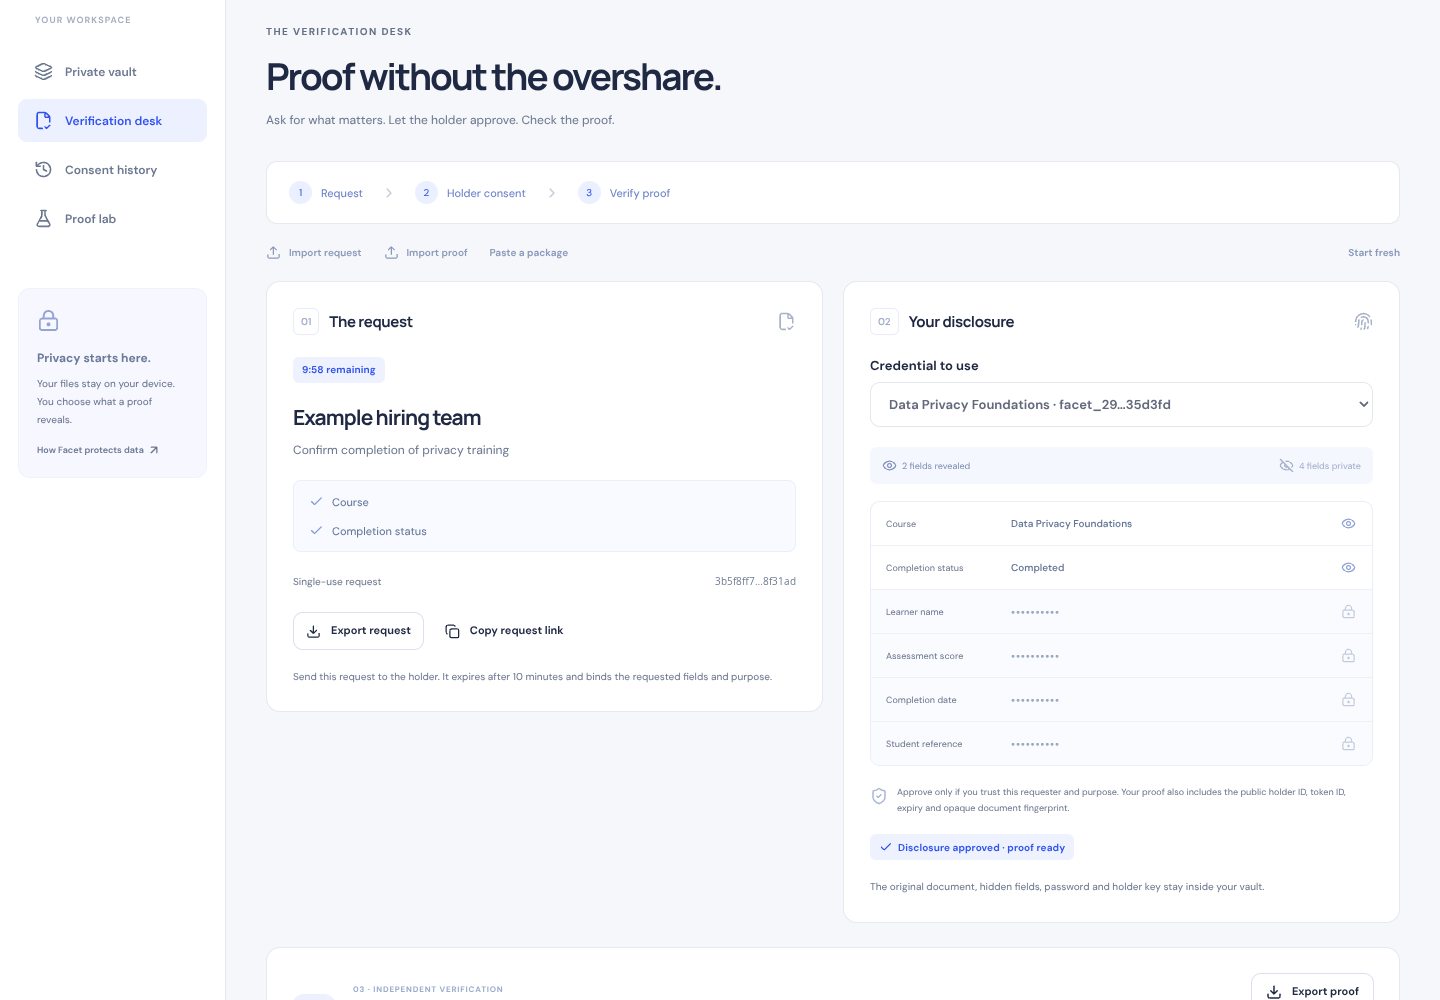 YOUR WORKSPACE
Private vault
Verification desk
Consent history
Proof lab
Privacy starts here.
Your files stay on your device.
You choose what a proof
reveals.
How Facet protects data
THE VERIFICATION DESK
Proof without the overshare.
Ask for what matters. Let the holder approve. Check the proof.
1 Request
2 Holder consent
3 Verify proof
Import request
Import proof
Paste a package
Start fresh
01 The request
9:58 remaining
Example hiring team
Confirm completion of privacy training
Course
Completion status
Single-use request 3b5f8ff7...8f31ad
Export request
Copy request link
Send this request to the holder. It expires after 10 minutes and binds the requested fields and purpose.
02 Your disclosure
Credential to use
Data Privacy Foundations · facet_29...35d3fd
2 fields revealed
4 fields private
Course Data Privacy Foundations
Completion status Completed
Learner name ••••••••••
Assessment score ••••••••••
Completion date ••••••••••
Student reference ••••••••••
Approve only if you trust this requester and purpose. Your proof also includes the public holder ID, token ID,
expiry and opaque document fingerprint.
Disclosure approved · proof ready
The original document, hidden fields, password and holder key stay inside your vault.
03 - INDEPENDENT VERIFICATION
Export proof